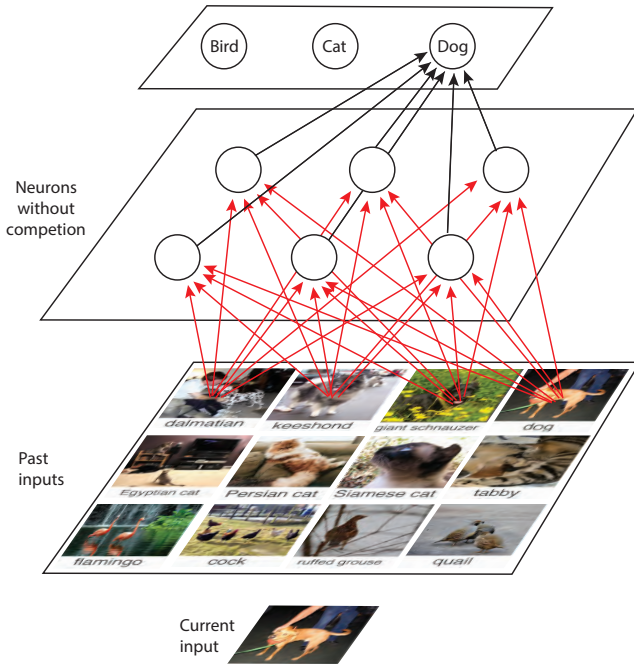 Bird Cat Dog
Neurons
without
competion
Past
inputs
dalmatian keeshond giant schnauzer dog
Egyptian cat Persian cat Siamese cat tabby
flamingo cock ruffed grouse quail
Current
input